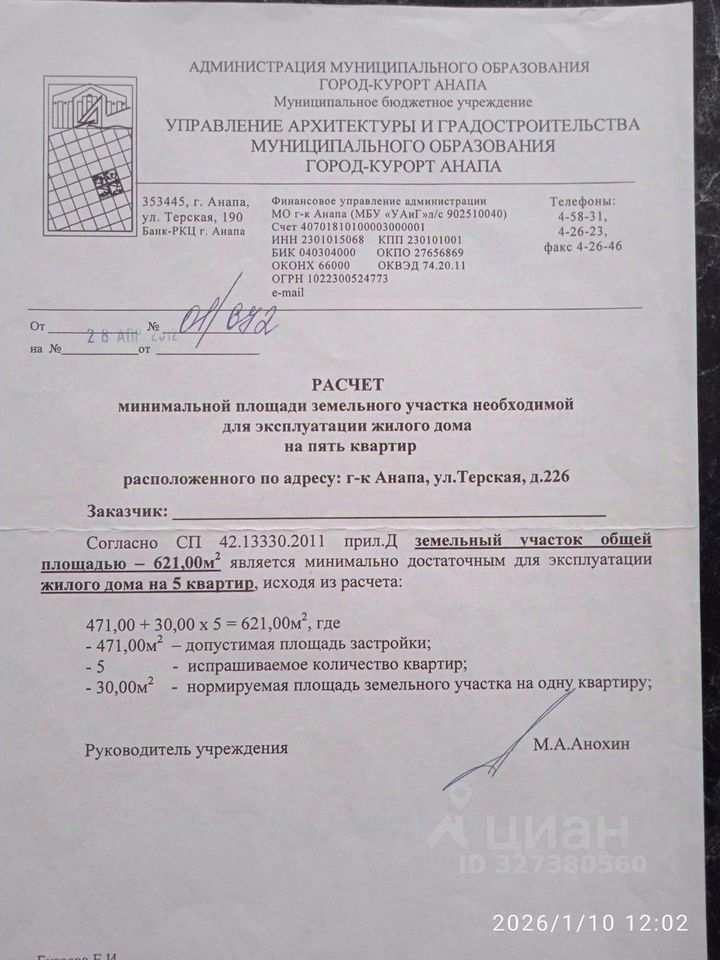 АДМИНИСТРАЦИЯ МУНИЦИПАЛЬНОГО ОБРАЗОВАНИЯ
ГОРОД-КУРОРТ АНАПА
Муниципальное бюджетное учреждение
УПРАВЛЕНИЕ АРХИТЕКТУРЫ И ГРАДОСТРОИТЕЛЬСТВА
МУНИЦИПАЛЬНОГО ОБРАЗОВАНИЯ
ГОРОД-КУРОРТ АНАПА
353445, г. Анапа,
ул. Терская, 190
Банк-РКЦ г. Анапа
Финансовое управление администрации
МО г-к Анапа (МБУ «УАиГ»л/с 902510040)
Счет 40701810100003000001
ИНН 2301015068 КПП 230101001
БИК 040304000 ОКПО 27656869
ОКОНХ 66000 ОКВЭД 74.20.11
ОГРН 1022300524773
e-mail
Телефоны:
4-58-31,
4-26-23,
факс 4-26-46
От 28 АПР 2012 № 01/672
на № от
РАСЧЕТ
минимальной площади земельного участка необходимой
для эксплуатации жилого дома
на пять квартир
расположенного по адресу: г-к Анапа, ул.Терская, д.226
Заказчик:
Согласно СП 42.13330.2011 прил.Д земельный участок общей
площадью – 621,00м² является минимально достаточным для эксплуатации
жилого дома на 5 квартир, исходя из расчета:
471,00 + 30,00 х 5 = 621,00м², где
- 471,00м² – допустимая площадь застройки;
- 5 - испрашиваемое количество квартир;
- 30,00м² - нормируемая площадь земельного участка на одну квартиру;
Руководитель учреждения М.А.Анохин
циан
ID 327380560
2026/1/10 12:02